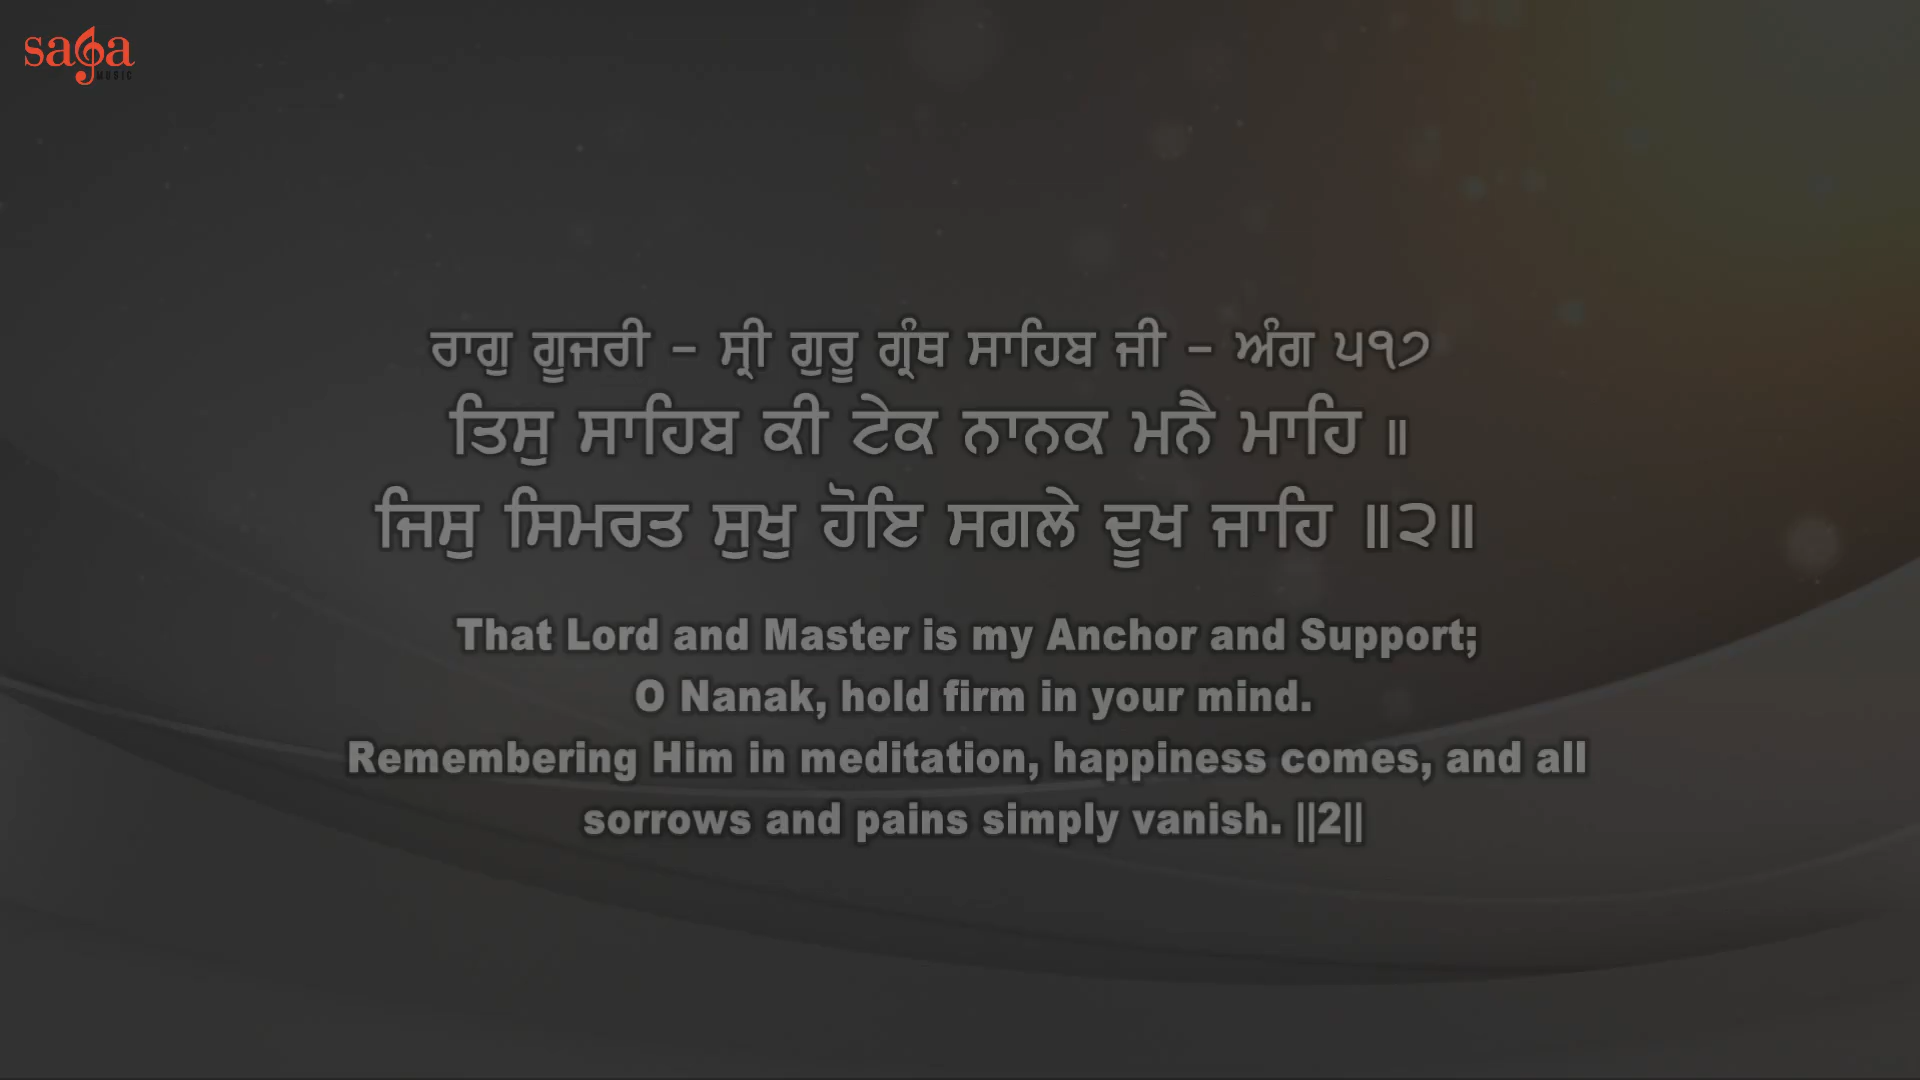 saga
MUSIC
ਰਾਗੁ ਗੂਜਰੀ – ਸ੍ਰੀ ਗੁਰੂ ਗ੍ਰੰਥ ਸਾਹਿਬ ਜੀ – ਅੰਗ ੫੧੭
ਤਿਸੁ ਸਾਹਿਬ ਕੀ ਟੇਕ ਨਾਨਕ ਮਨੈ ਮਾਹਿ ॥
ਜਿਸੁ ਸਿਮਰਤ ਸੁਖੁ ਹੋਇ ਸਗਲੇ ਦੂਖ ਜਾਹਿ ॥੨॥
That Lord and Master is my Anchor and Support;
O Nanak, hold firm in your mind.
Remembering Him in meditation, happiness comes, and all
sorrows and pains simply vanish. ||2||